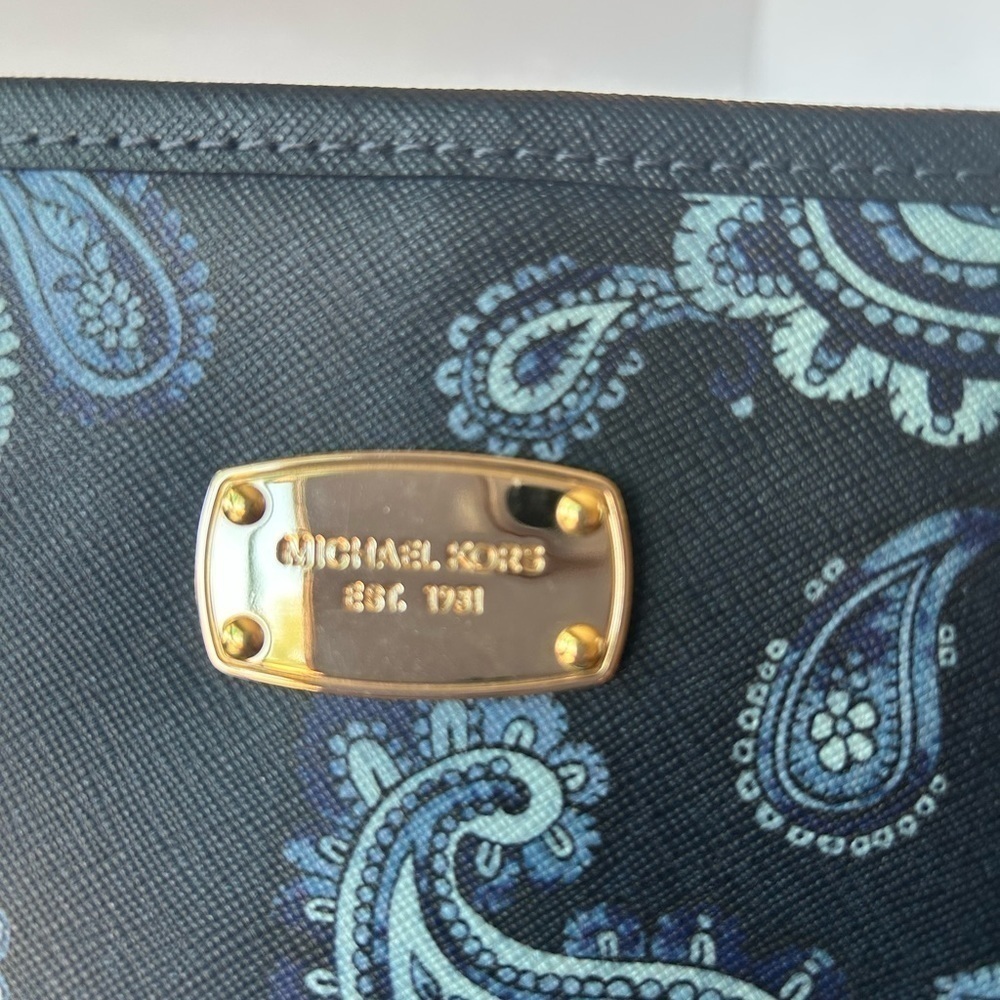 MICHAEL KORS
EST. 1981